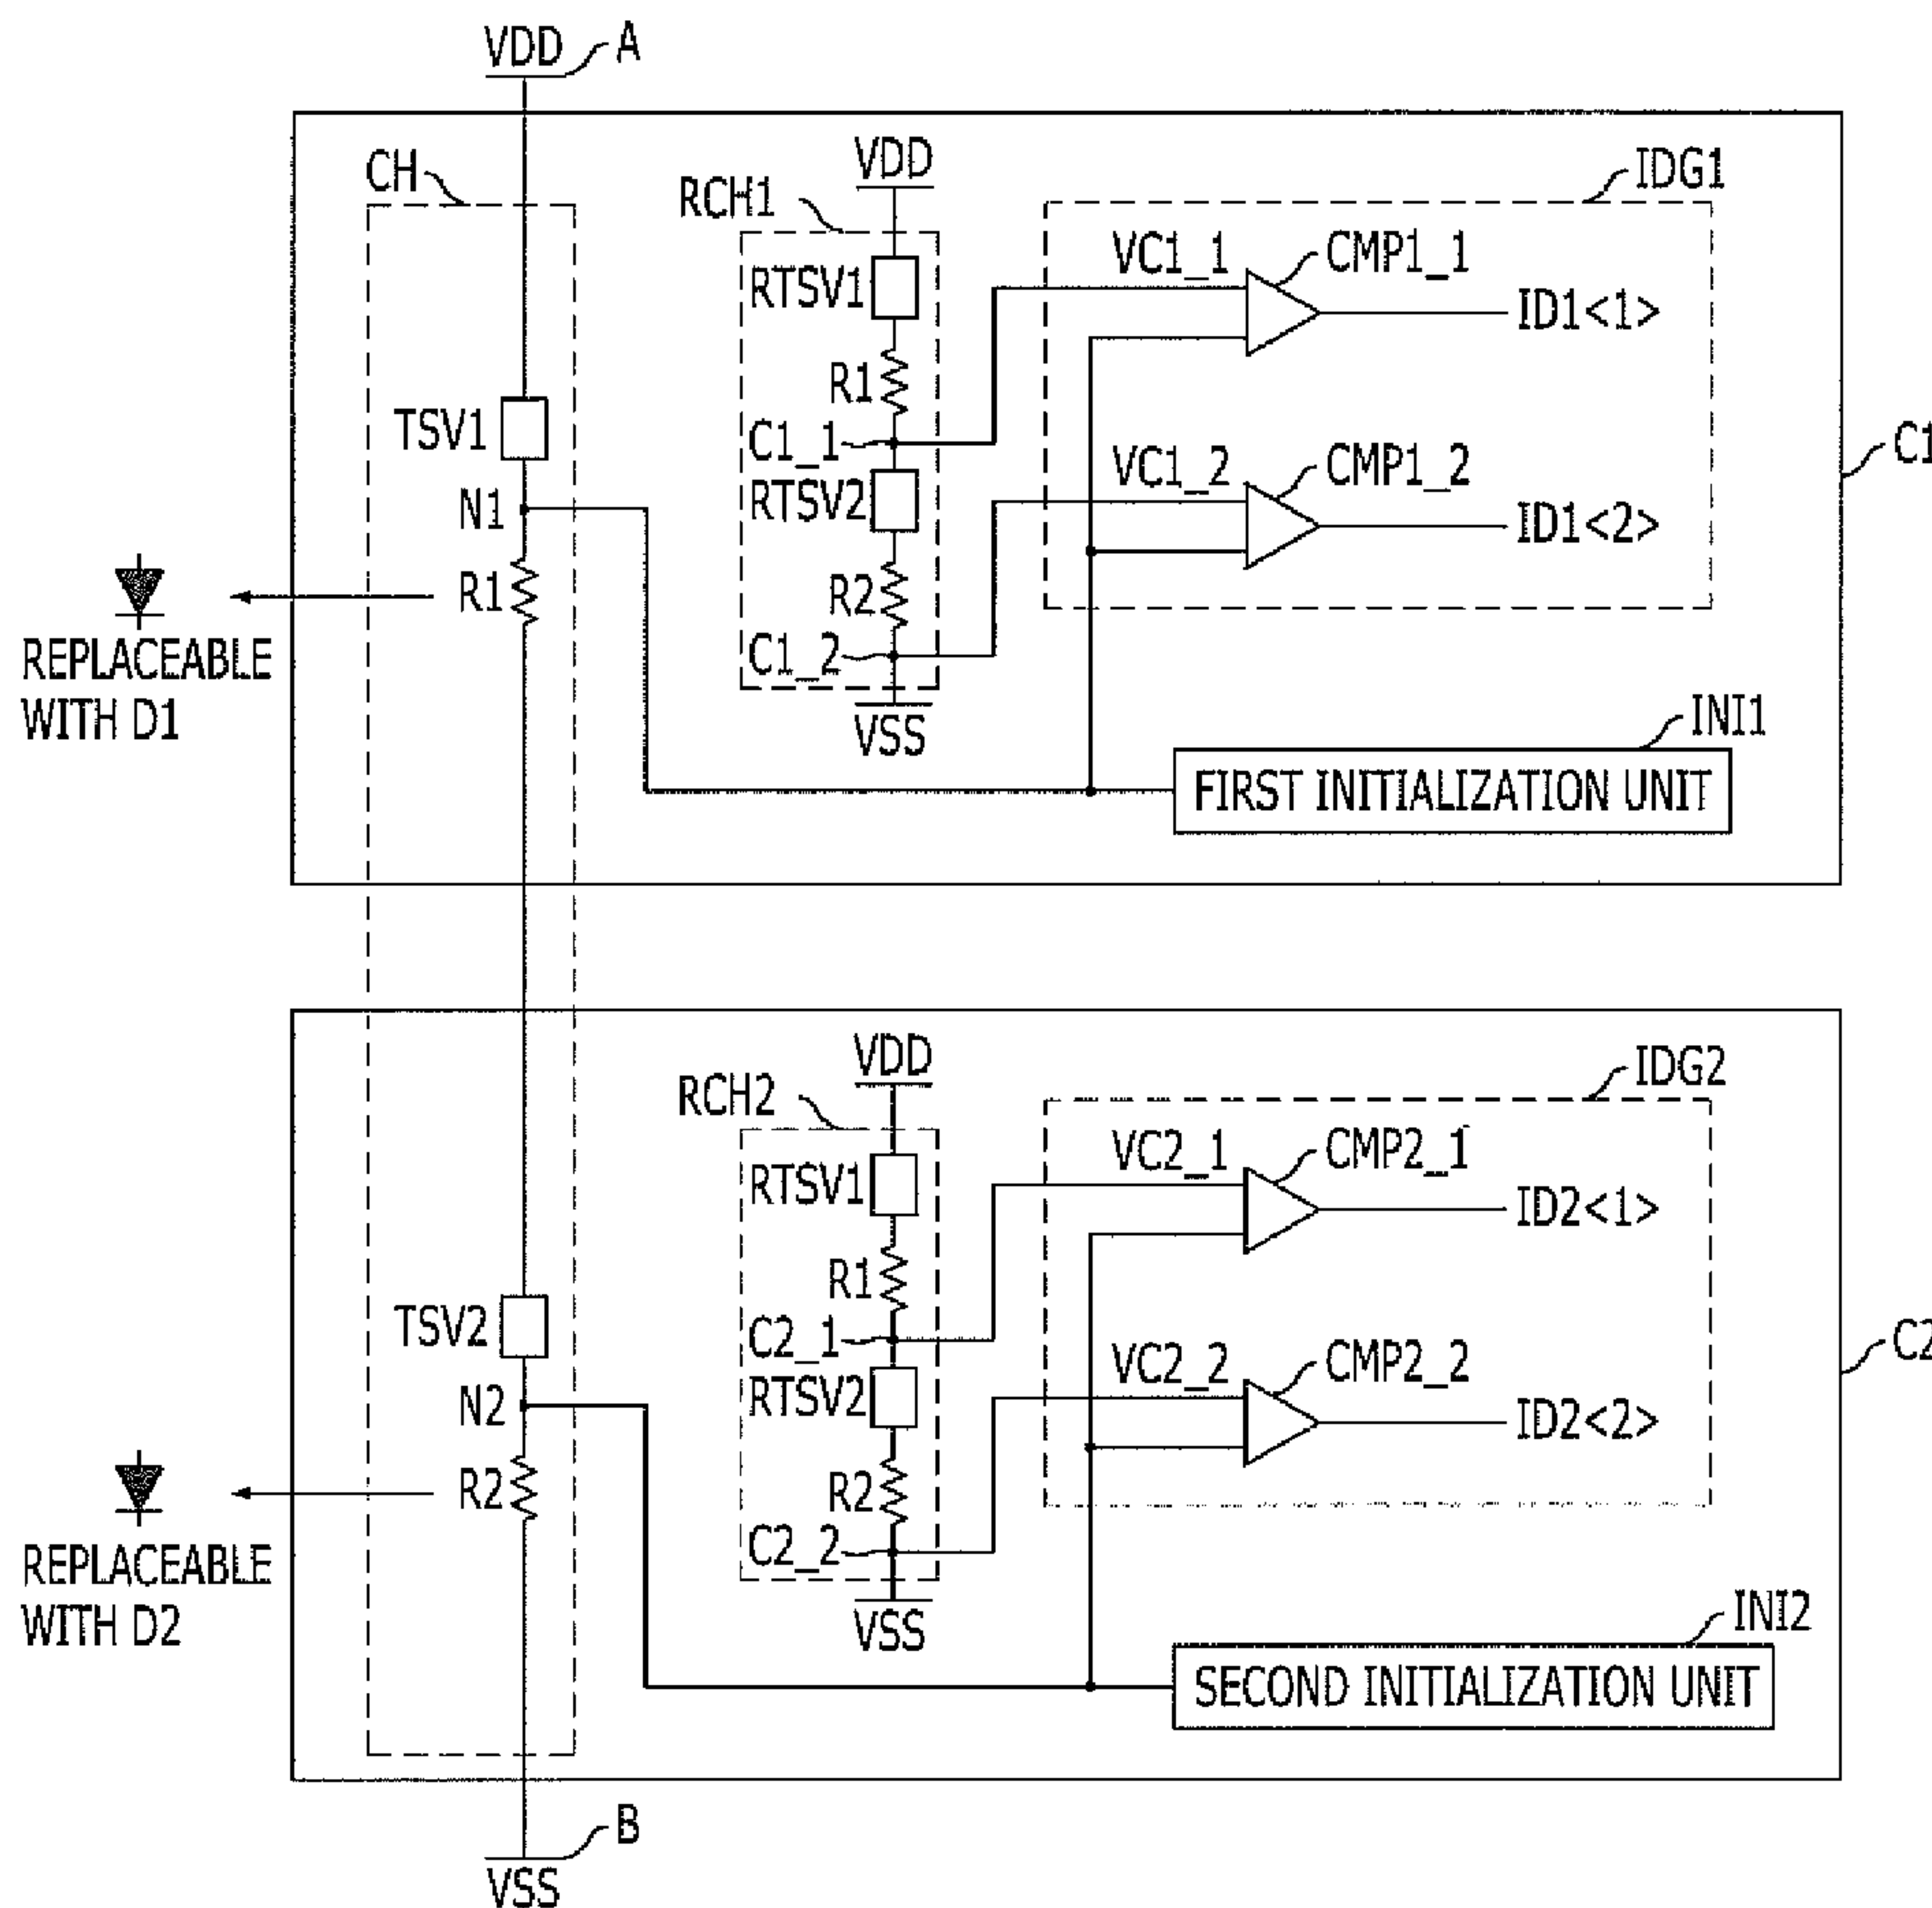 VDD
A
CH
VDD
RCH1
IDG1
RTSV1
VC1_1
CMP1_1
ID1<1>
R1
TSV1
C1_1
VC1_2
CMP1_2
C1
N1
RTSV2
ID1<2>
R1
R2
REPLACEABLE
WITH D1
C1_2
VSS
INI1
FIRST INITIALIZATION UNIT
VDD
RCH2
IDG2
RTSV1
VC2_1
CMP2_1
ID2<1>
R1
TSV2
C2_1
VC2_2
CMP2_2
C2
N2
RTSV2
ID2<2>
R2
R2
REPLACEABLE
WITH D2
C2_2
VSS
INI2
SECOND INITIALIZATION UNIT
B
VSS